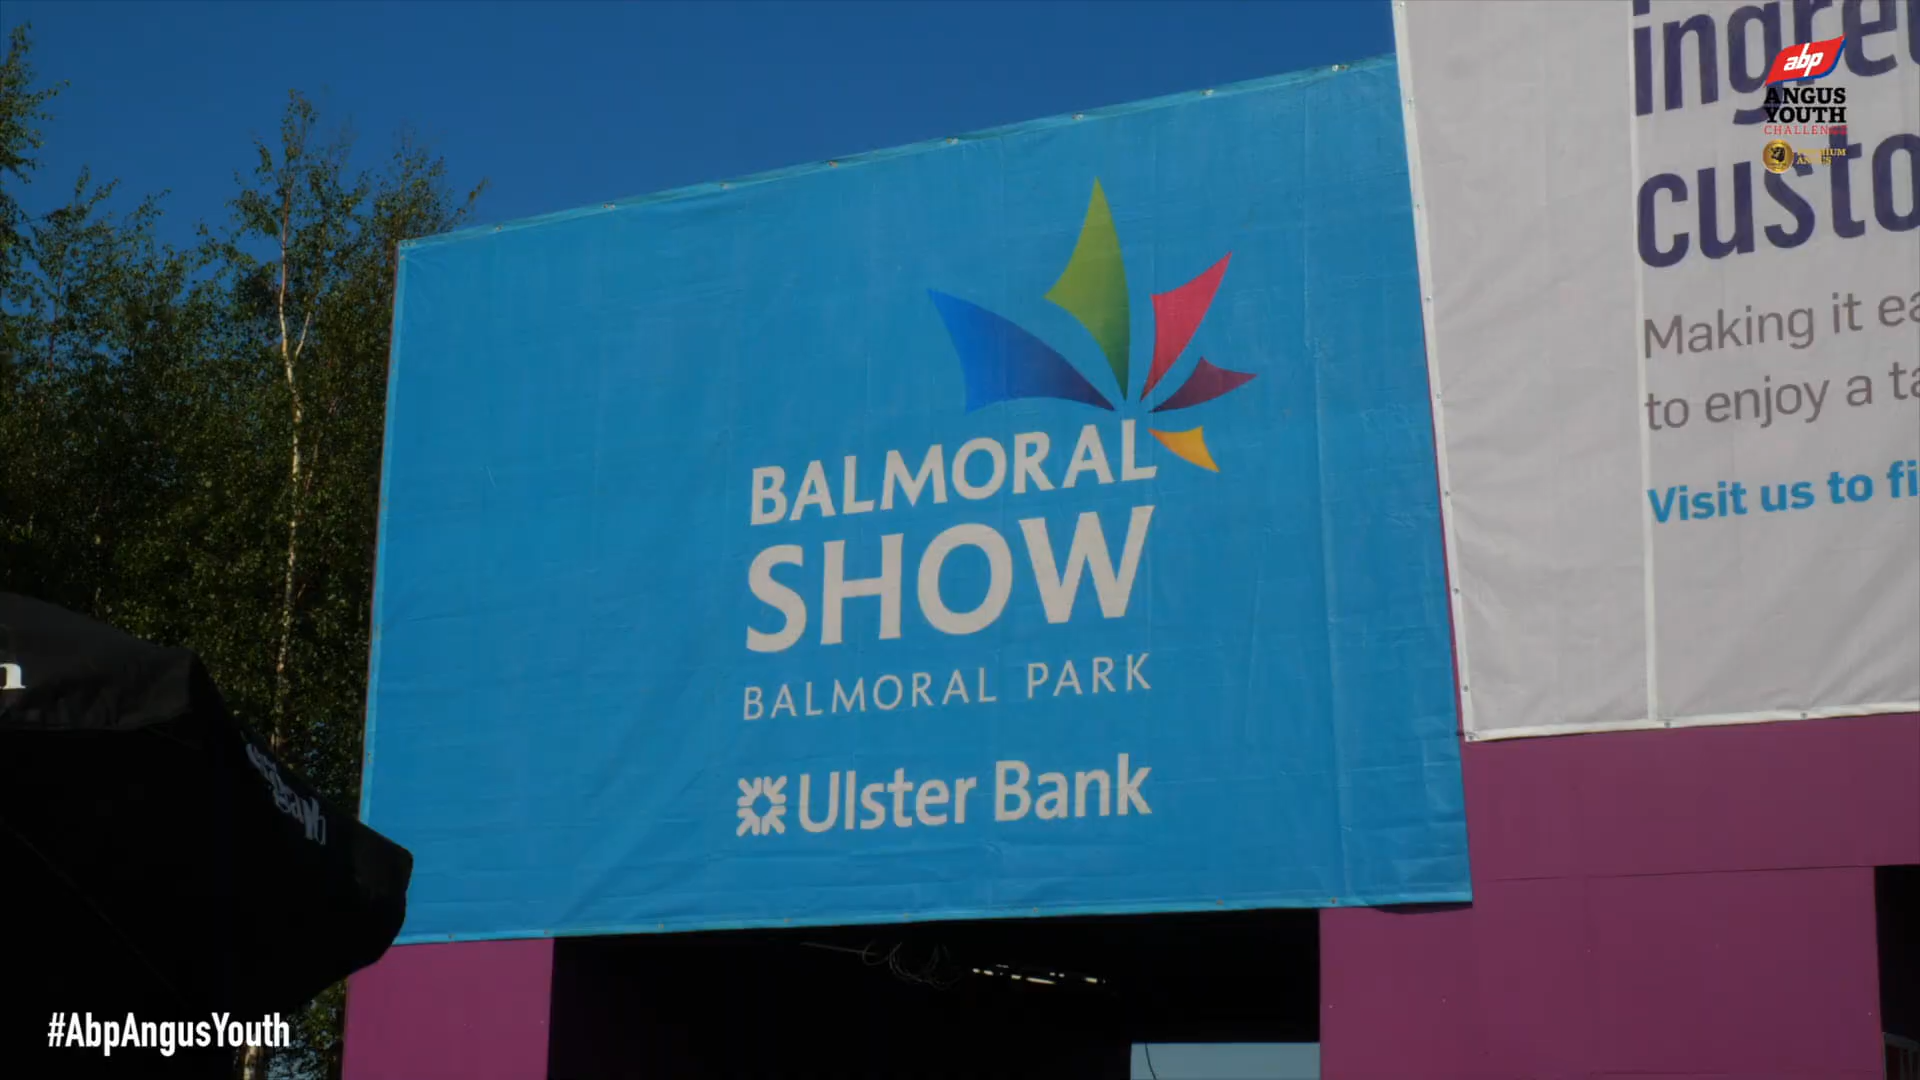 BALMORAL
SHOW
BALMORAL PARK
Ulster Bank
custo
Making it ea
to enjoy a ta
Visit us to fi
abp
ANGUS
YOUTH
CHALLENGE
#AbpAngusYouth